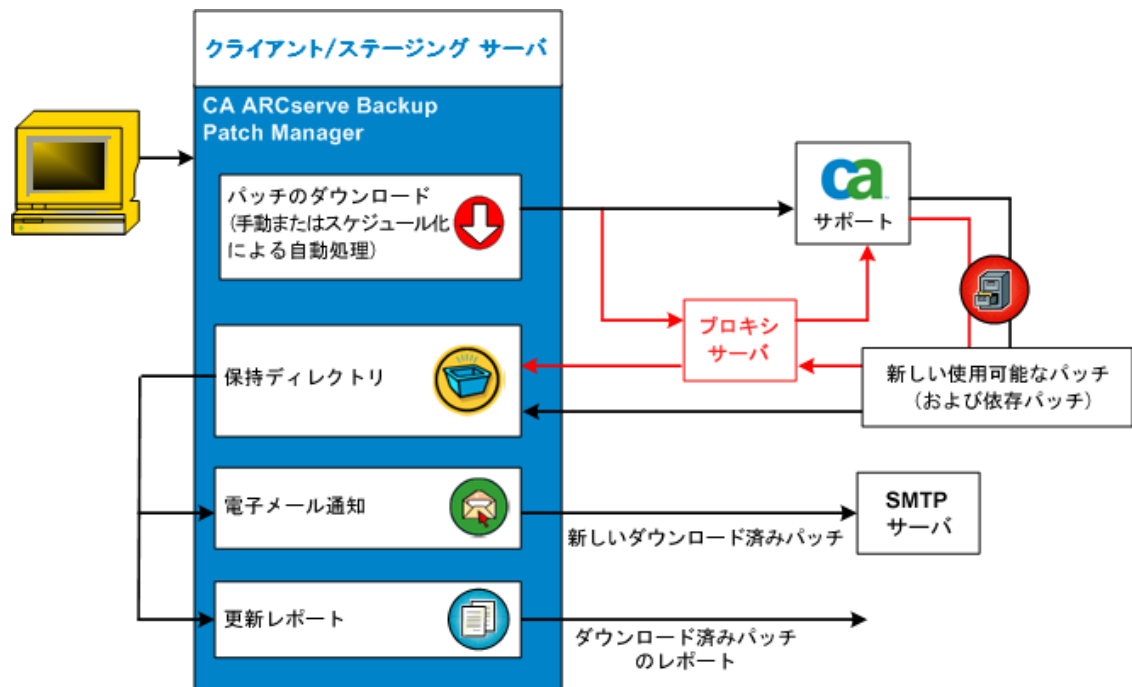 クライアント/ステージング サーバ
CA ARCserve Backup
Patch Manager
パッチのダウンロード
(手動またはスケジュール化
による自動処理)
ca
サポート
プロキシ
サーバ
保持ディレクトリ
新しい使用可能なパッチ
(および依存パッチ)
電子メール通知
新しいダウンロード済みパッチ
SMTP
サーバ
更新レポート
ダウンロード済みパッチ
のレポート